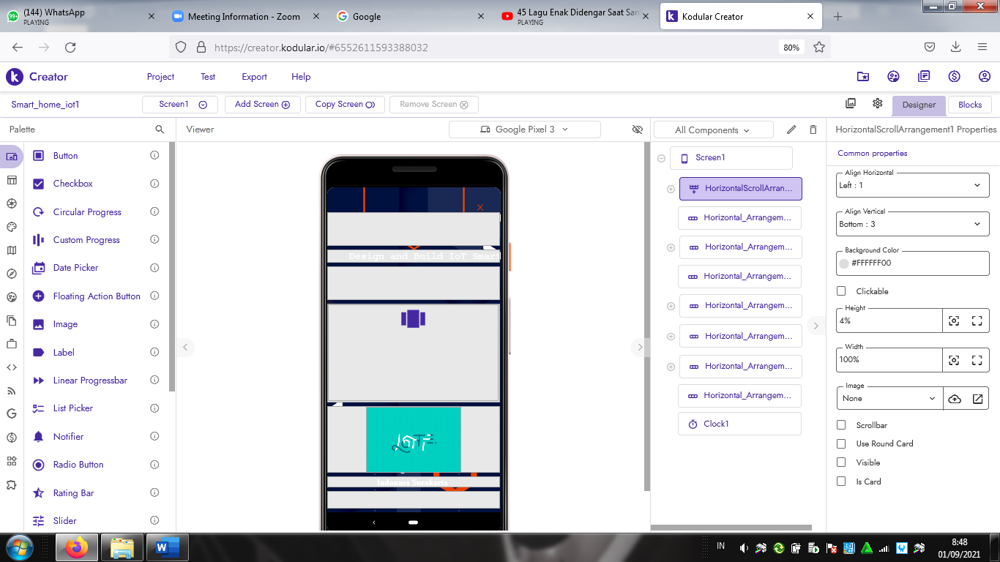 (144) WhatsApp
PLAYING
99+
Meeting Information - Zoom
Google
45 Lagu Enak Didengar Saat San
PLAYING
Kodular Creator
https://creator.kodular.io/#6552611593388032
80%
Creator
Project
Test
Export
Help
Smart_home_iot1
Screen1
Add Screen
Copy Screen
Remove Screen
Designer
Blocks
Palette
Viewer
Google Pixel 3
All Components
HorizontalScrollArrangement1 Properties
Button
Checkbox
Circular Progress
Custom Progress
Date Picker
Floating Action Button
Image
Label
Linear Progressbar
List Picker
Notifier
Radio Button
Rating Bar
Slider
Design and Build IoT Smart
LOTTIE
Indonusa Surakarta
Screen1
HorizontalScrollArran...
Horizontal_Arrangem...
Horizontal_Arrangem...
Horizontal_Arrangem...
Horizontal_Arrangem...
Horizontal_Arrangem...
Horizontal_Arrangem...
Horizontal_Arrangem...
Clock1
Common properties
Align Horizontal
Left : 1
Align Vertical
Bottom : 3
Background Color
#FFFFFF00
Clickable
Height
4%
Width
100%
Image
None
Scrollbar
Use Round Card
Visible
Is Card
IN
8:48
01/09/2021